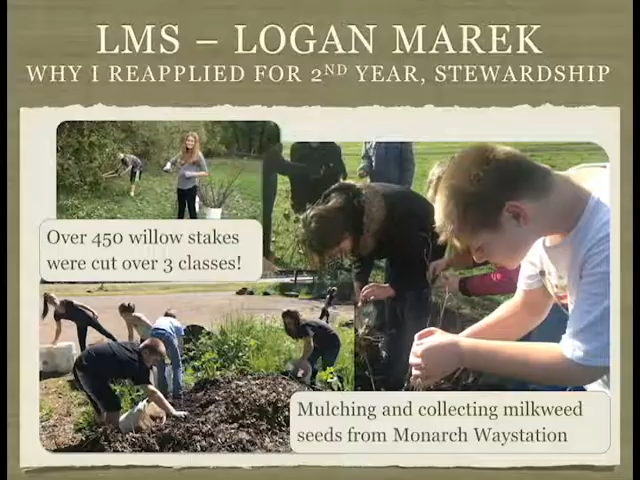 LMS – LOGAN MAREK
WHY I REAPPLIED FOR 2ND YEAR, STEWARDSHIP
Over 450 willow stakes
were cut over 3 classes!
Mulching and collecting milkweed
seeds from Monarch Waystation